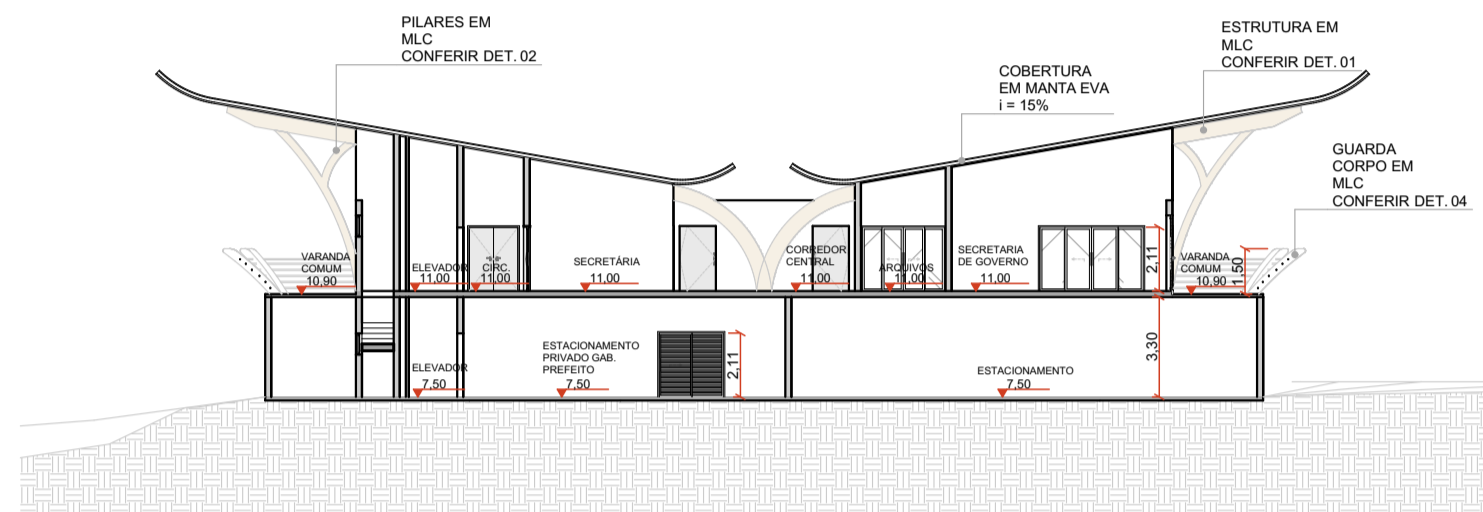 PILARES EM
MLC
CONFERIR DET. 02
ESTRUTURA EM
MLC
CONFERIR DET. 01
COBERTURA
EM MANTA EVA
i = 15%
GUARDA
CORPO EM
MLC
CONFERIR DET. 04
VARANDA
COMUM
10,90
ELEVADOR
11,00
CIRC.
11,00
SECRETÁRIA
11,00
CORREDOR
CENTRAL
11,00
ARQUIVOS
11,00
SECRETARIA
DE GOVERNO
11,00
2,11
VARANDA
COMUM
10,90
1,50
ELEVADOR
7,50
ESTACIONAMENTO
PRIVADO GAB.
PREFEITO
7,50
2,11
ESTACIONAMENTO
7,50
3,30